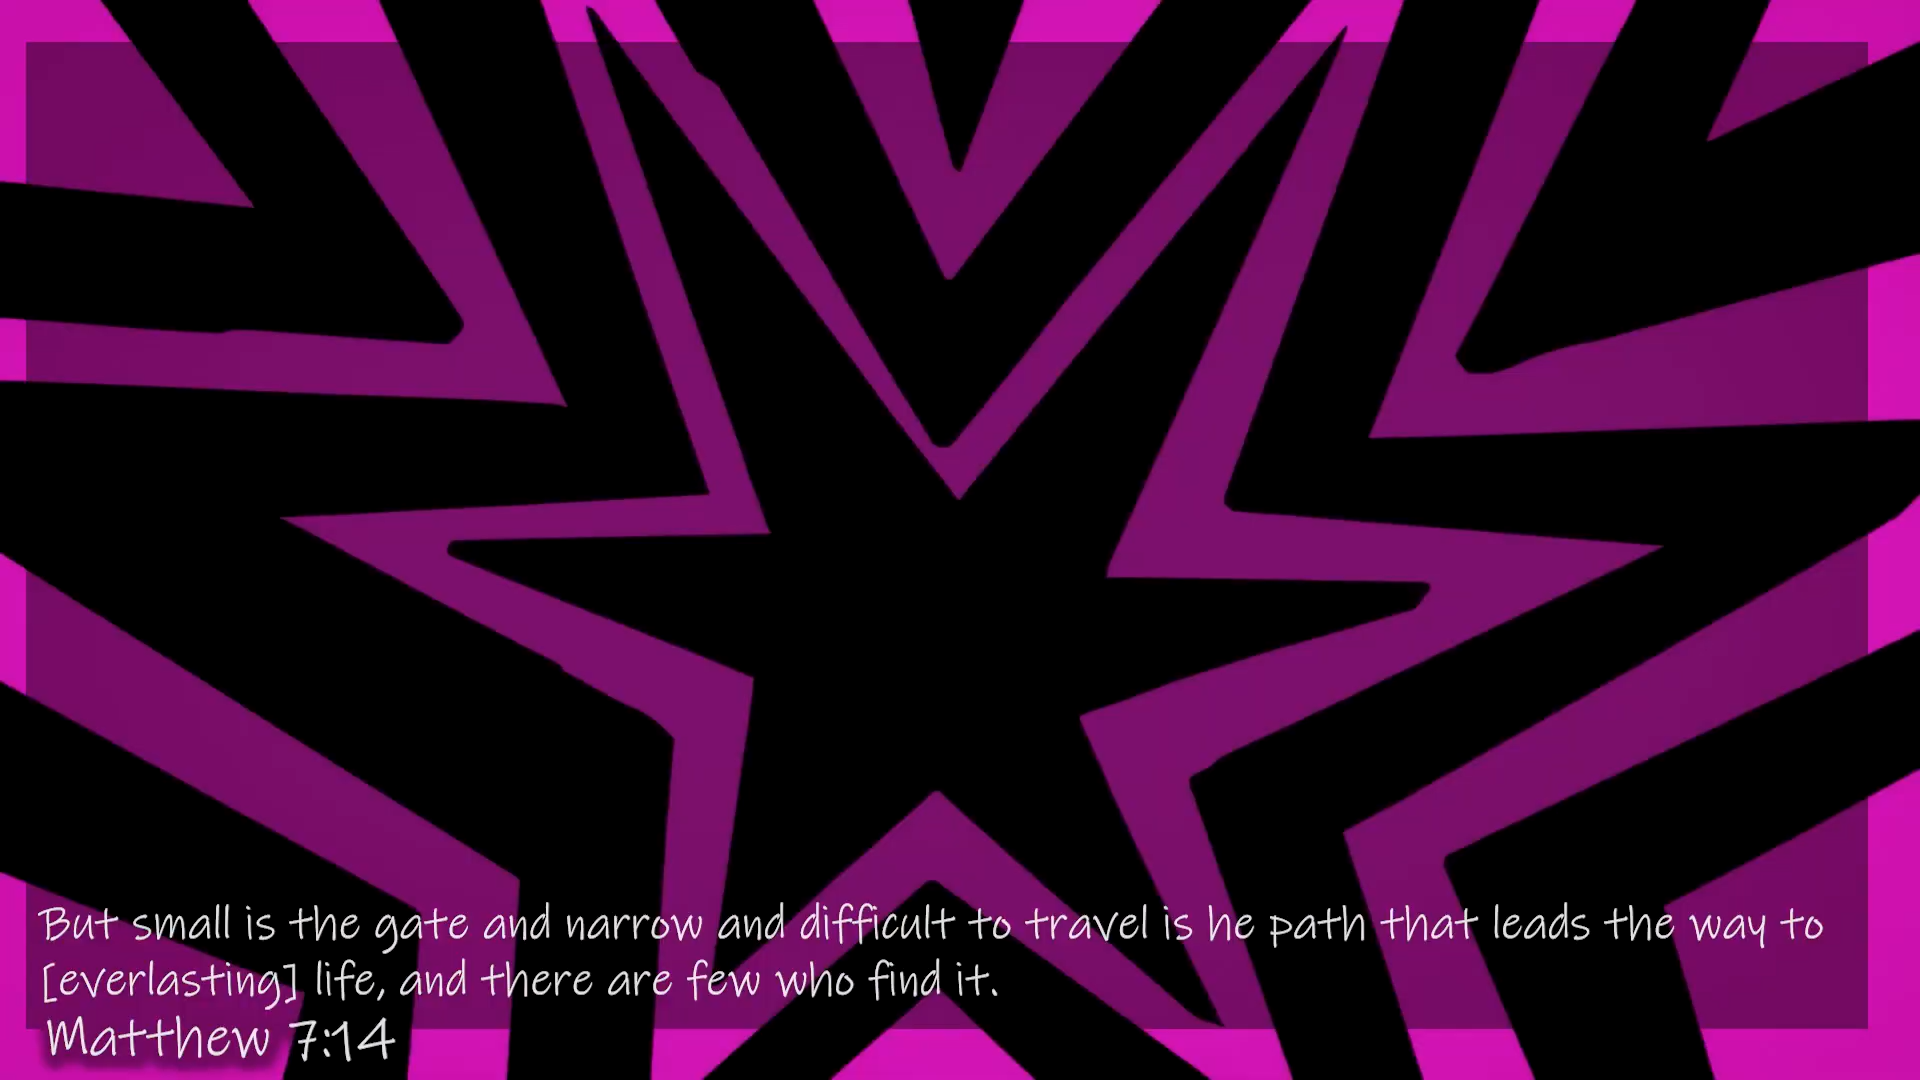 But small is the gate and narrow and difficult to travel is he path that leads the way to
[everlasting] life, and there are few who find it.
Matthew 7:14